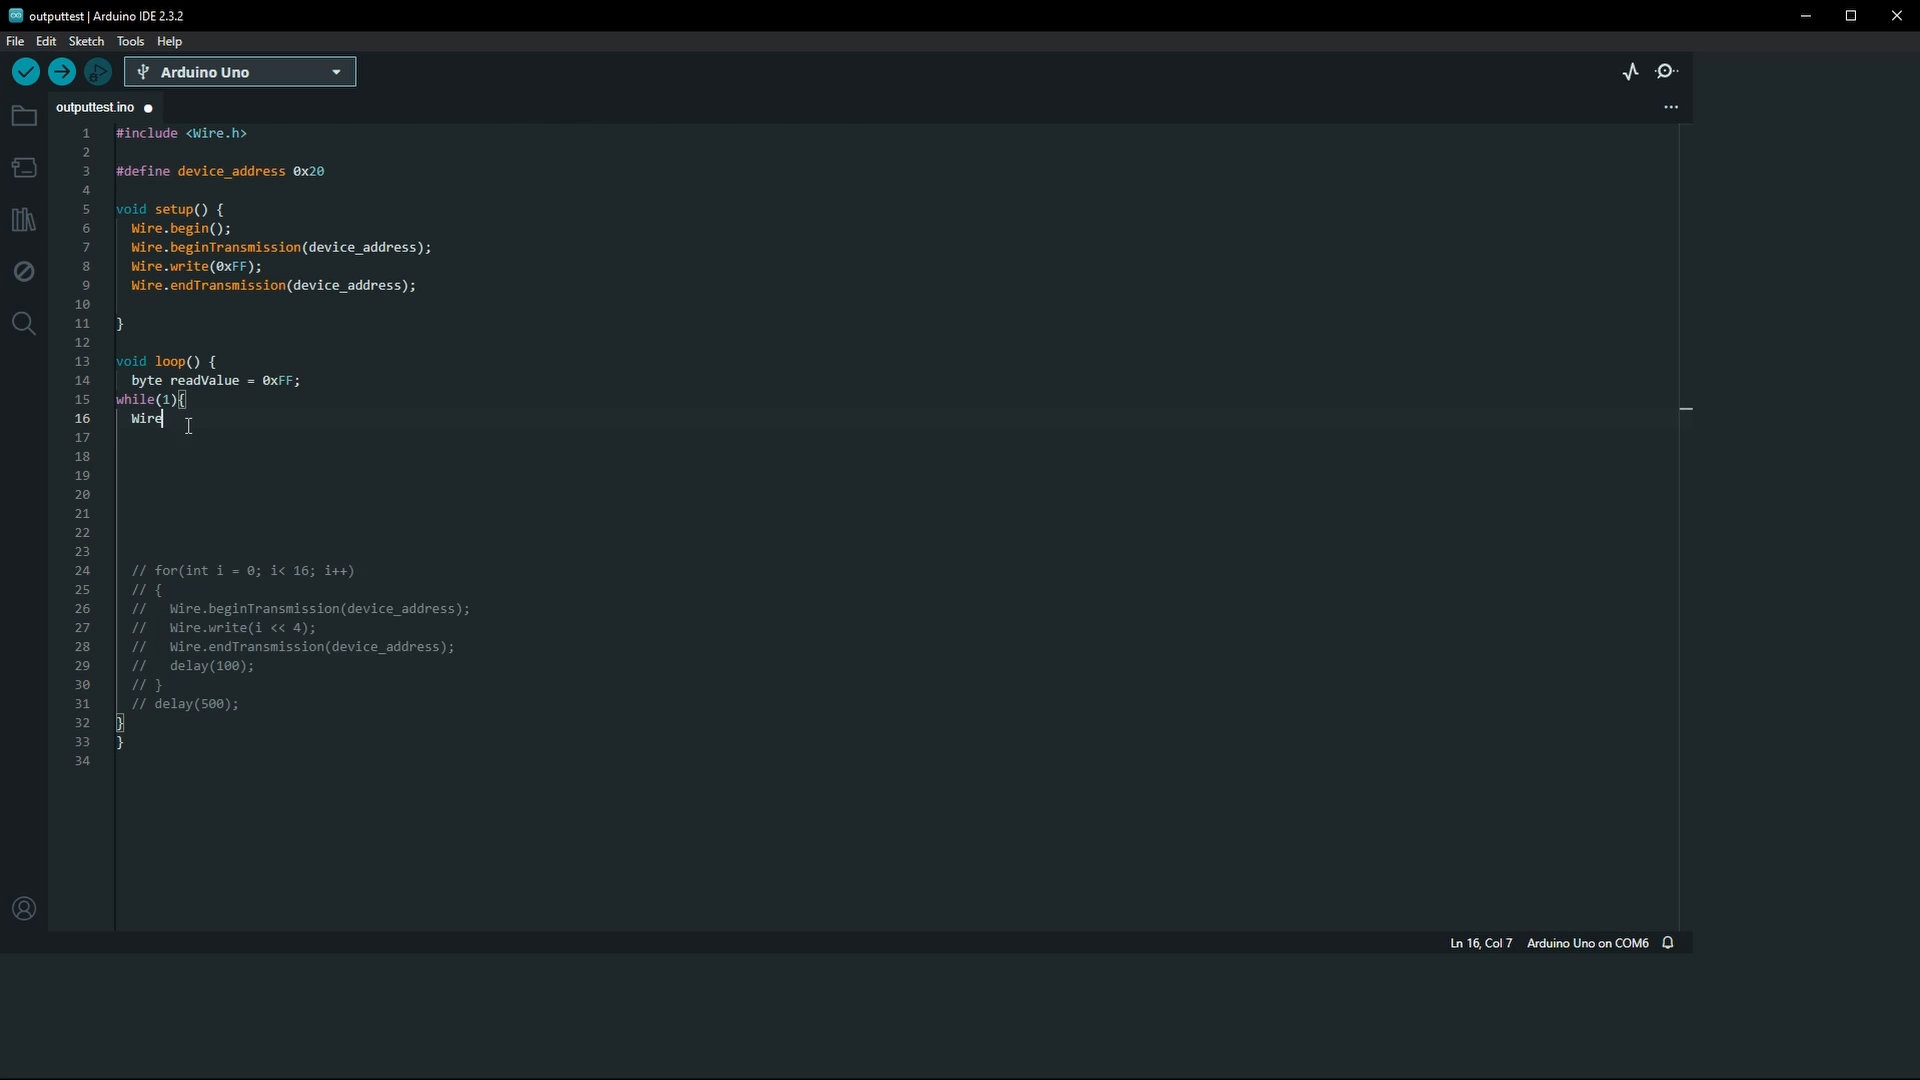 outputtest | Arduino IDE 2.3.2
File Edit Sketch Tools Help
Arduino Uno
outputtest.ino
1 #include <Wire.h>
2
3 #define device_address 0x20
4
5 void setup() {
6 Wire.begin();
7 Wire.beginTransmission(device_address);
8 Wire.write(0xFF);
9 Wire.endTransmission(device_address);
10
11 }
12
13 void loop() {
14 byte readValue = 0xFF;
15 while(1){
16 Wire
17
18
19
20
21
22
23
24 // for(int i = 0; i< 16; i++)
25 // {
26 // Wire.beginTransmission(device_address);
27 // Wire.write(i << 4);
28 // Wire.endTransmission(device_address);
29 // delay(100);
30 // }
31 // delay(500);
32 }
33 }
34
Ln 16, Col 7 Arduino Uno on COM6